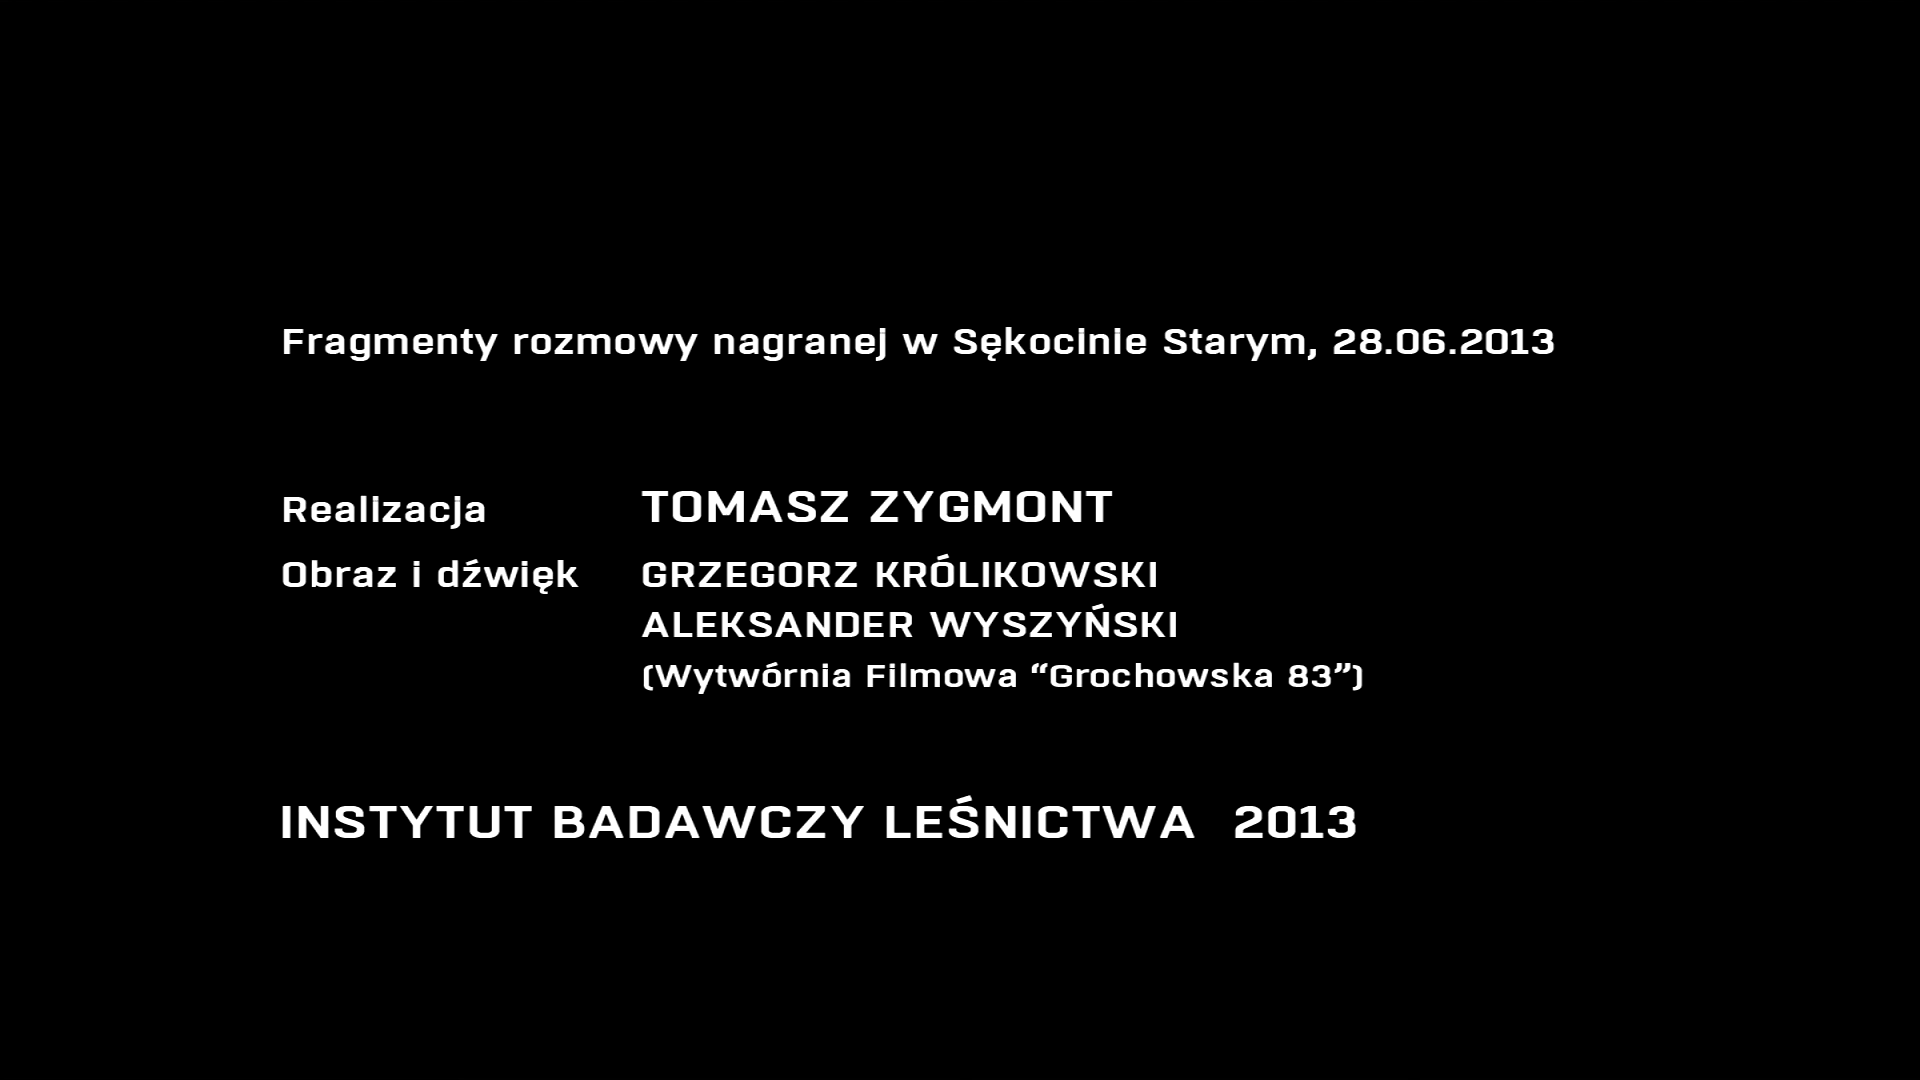 Fragmenty rozmowy nagranej w Sękocinie Starym, 28.06.2013
Realizacja TOMASZ ZYGMONT
Obraz i dźwięk GRZEGORZ KRÓLIKOWSKI
ALEKSANDER WYSZYŃSKI
(Wytwórnia Filmowa “Grochowska 83”)
INSTYTUT BADAWCZY LEŚNICTWA 2013